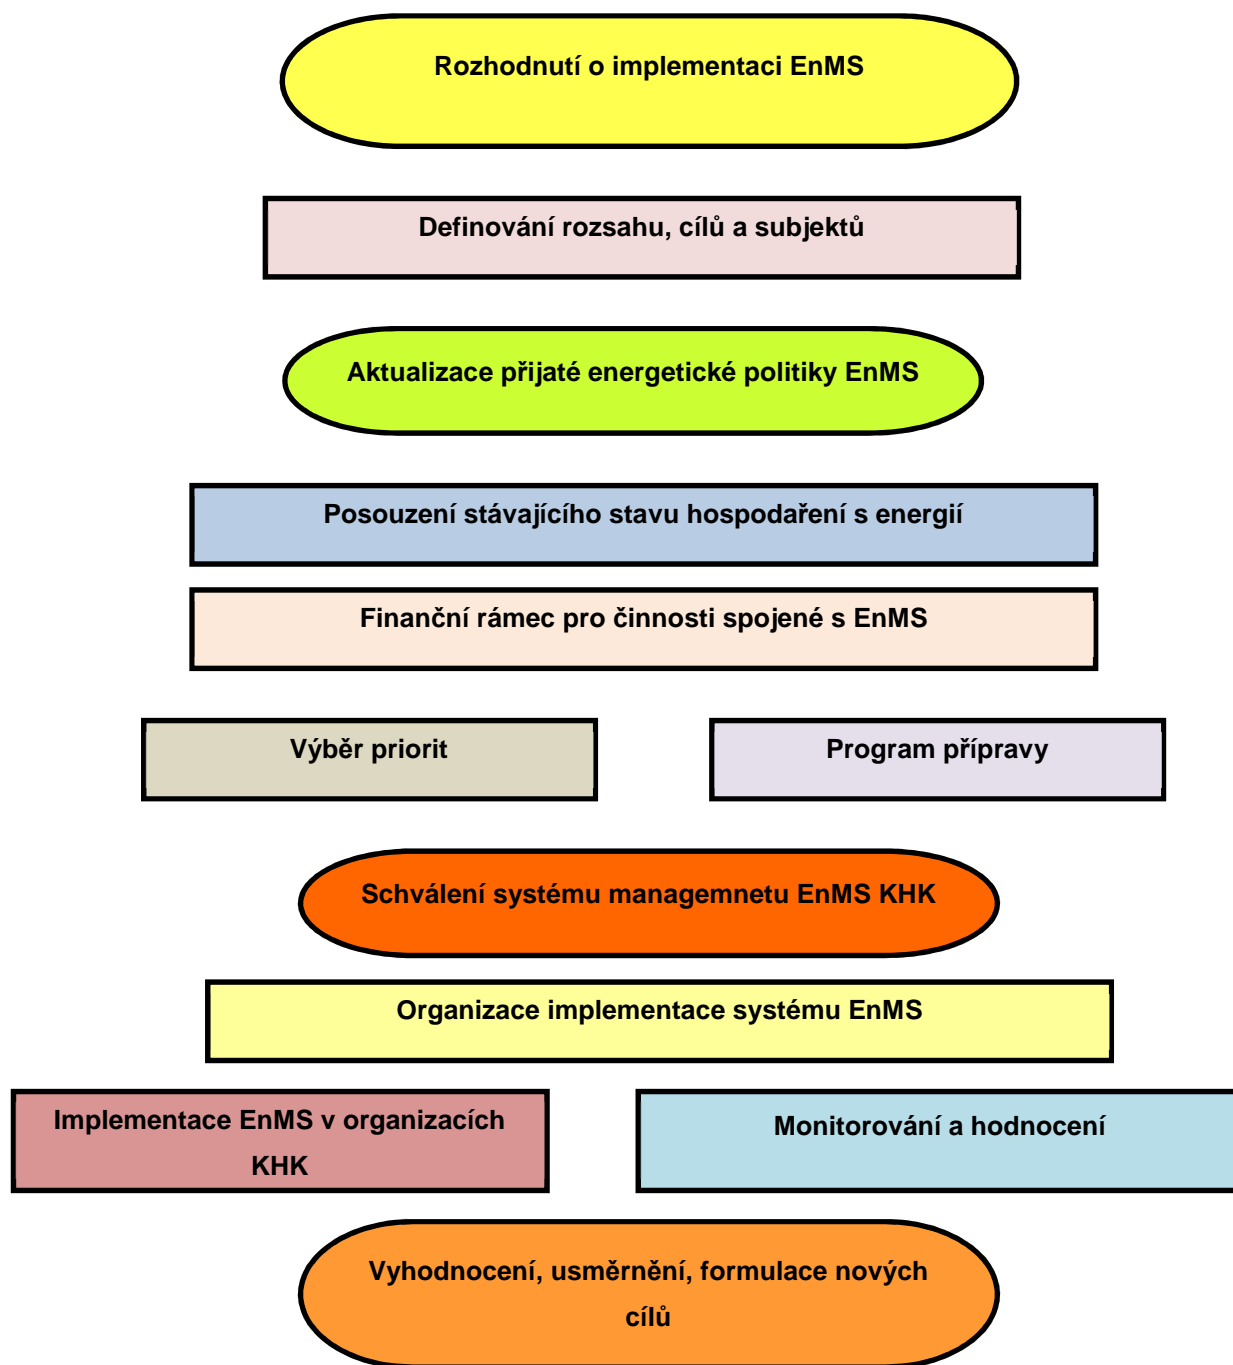 Rozhodnutí o implementaci EnMS
Definování rozsahu, cílů a subjektů
Aktualizace přijaté energetické politiky EnMS
Posouzení stávajícího stavu hospodaření s energií
Finanční rámec pro činnosti spojené s EnMS
Výběr priorit
Program přípravy
Schválení systému managemnetu EnMS KHK
Organizace implementace systému EnMS
Implementace EnMS v organizacích
KHK
Monitorování a hodnocení
Vyhodnocení, usměrnění, formulace nových
cílů